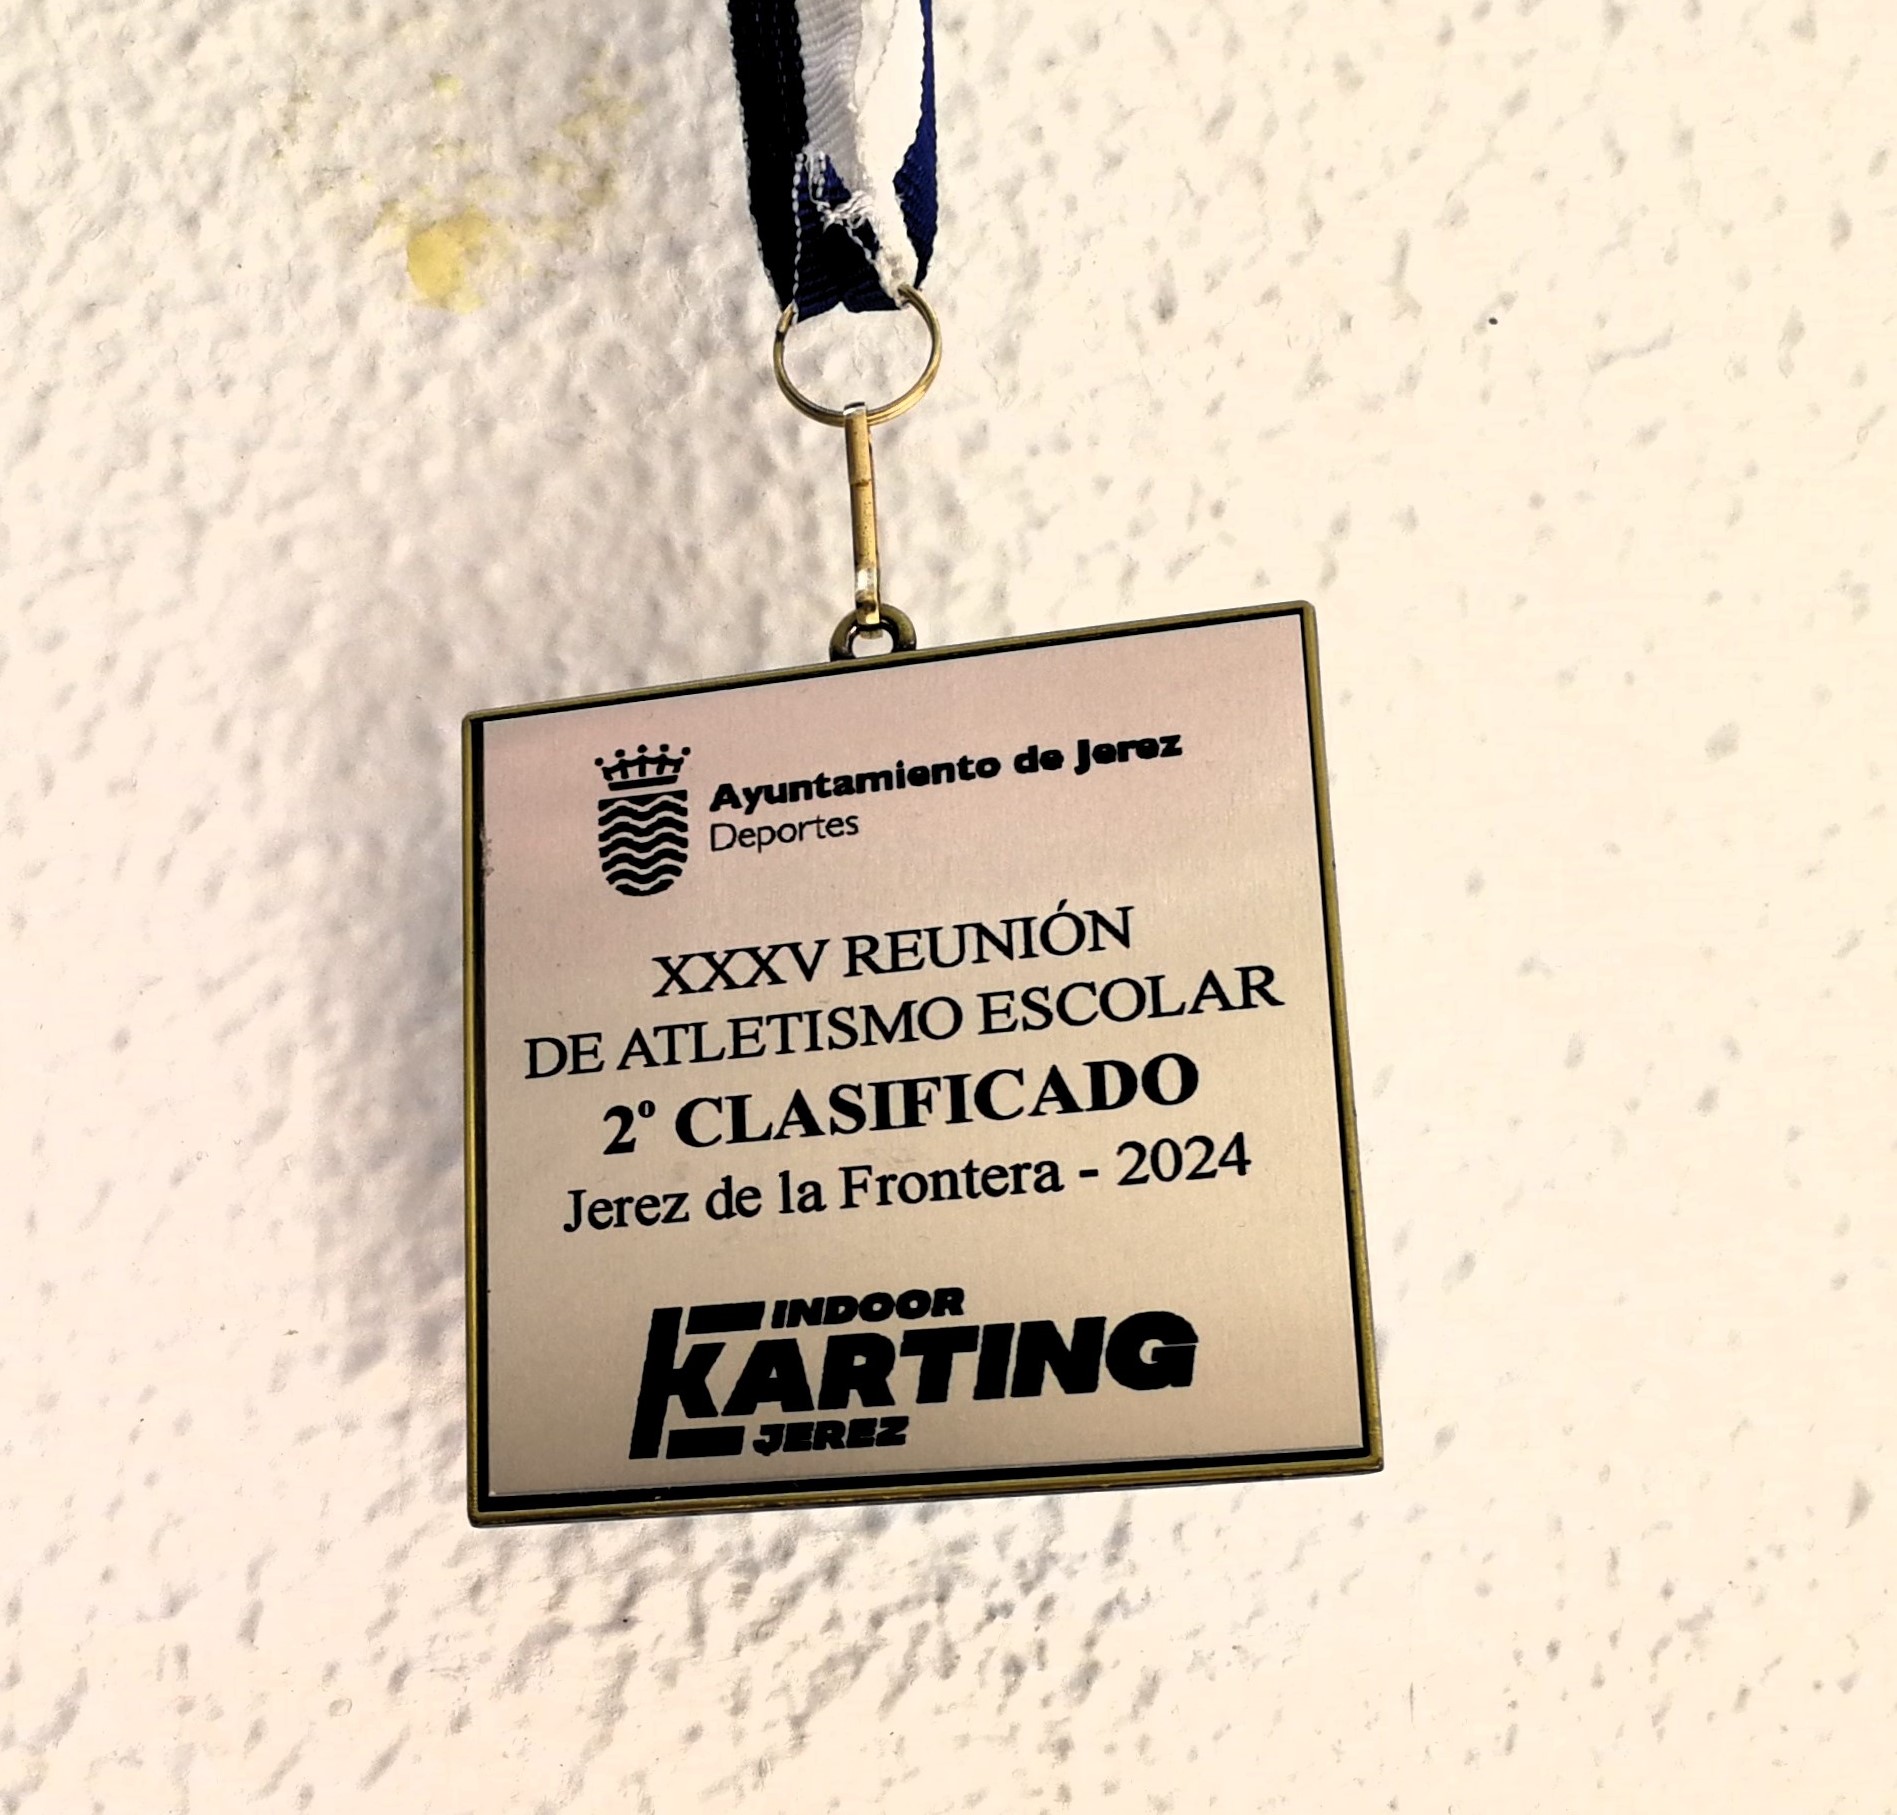 Ayuntamiento de Jerez
Deportes
XXXV REUNIÓN
DE ATLETISMO ESCOLAR
2º CLASIFICADO
Jerez de la Frontera - 2024
INDOOR
KARTING
JEREZ